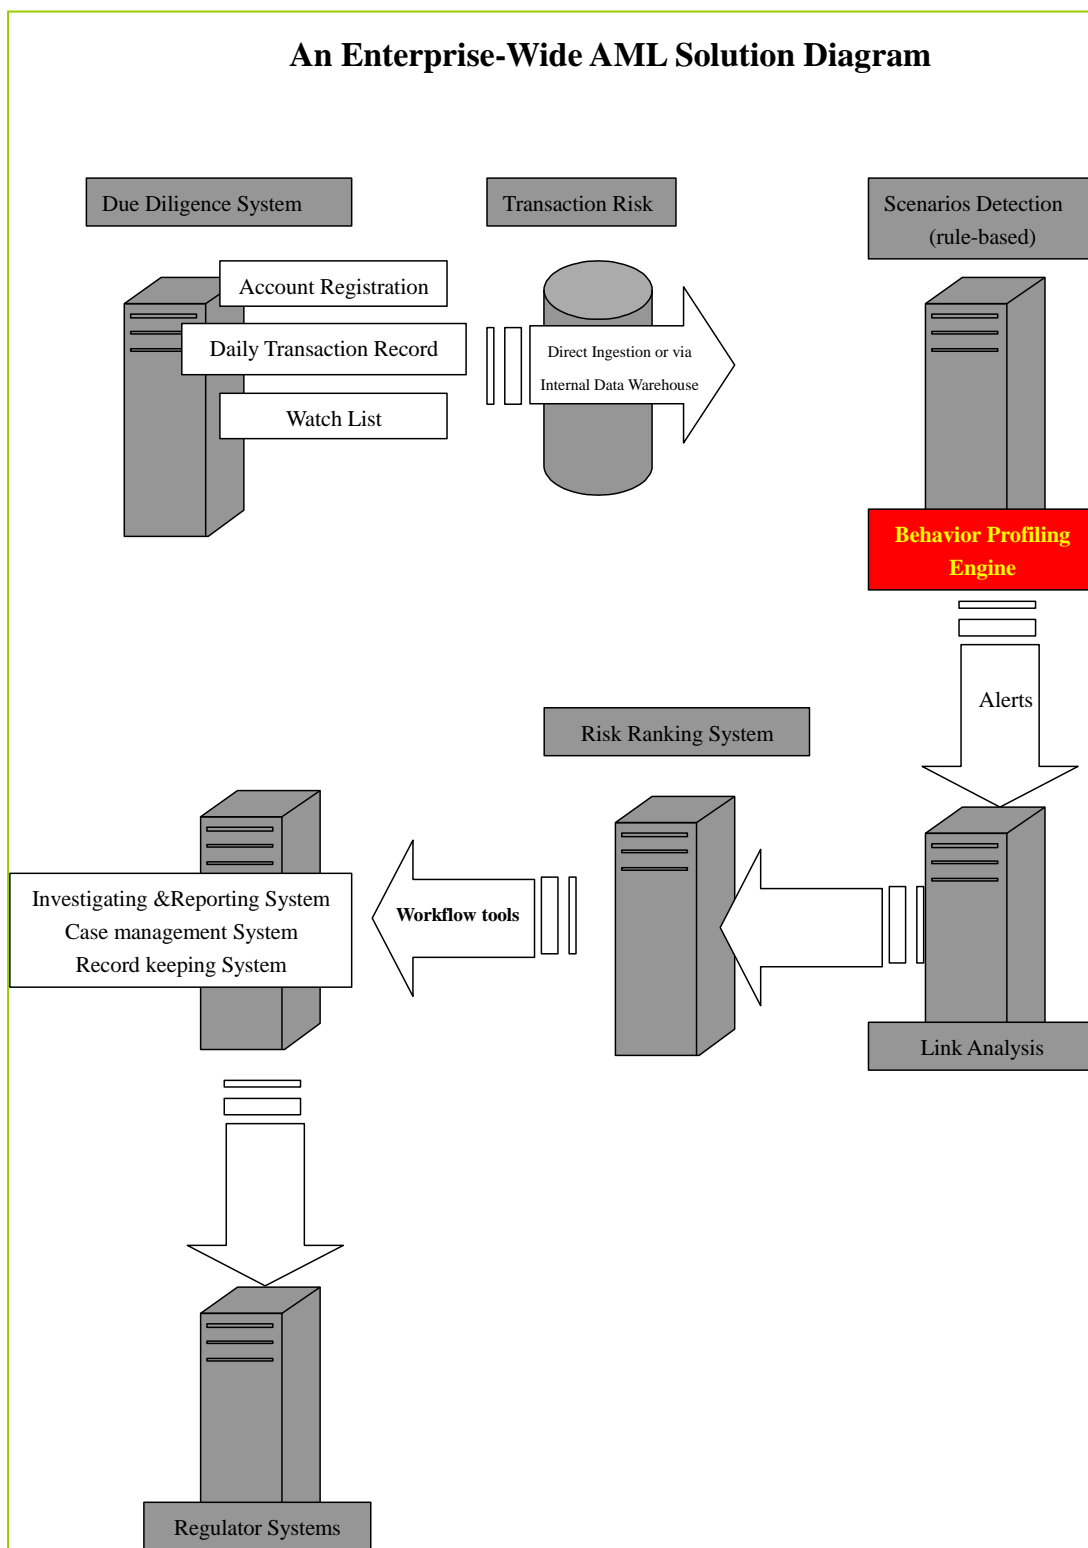 An Enterprise-Wide AML Solution Diagram
Due Diligence System
Transaction Risk
Scenarios Detection
(rule-based)
Account Registration
Daily Transaction Record
Watch List
Direct Ingestion or via
Internal Data Warehouse
Behavior Profiling
Engine
Alerts
Risk Ranking System
Investigating &Reporting System
Case management System
Record keeping System
Workflow tools
Link Analysis
Regulator Systems